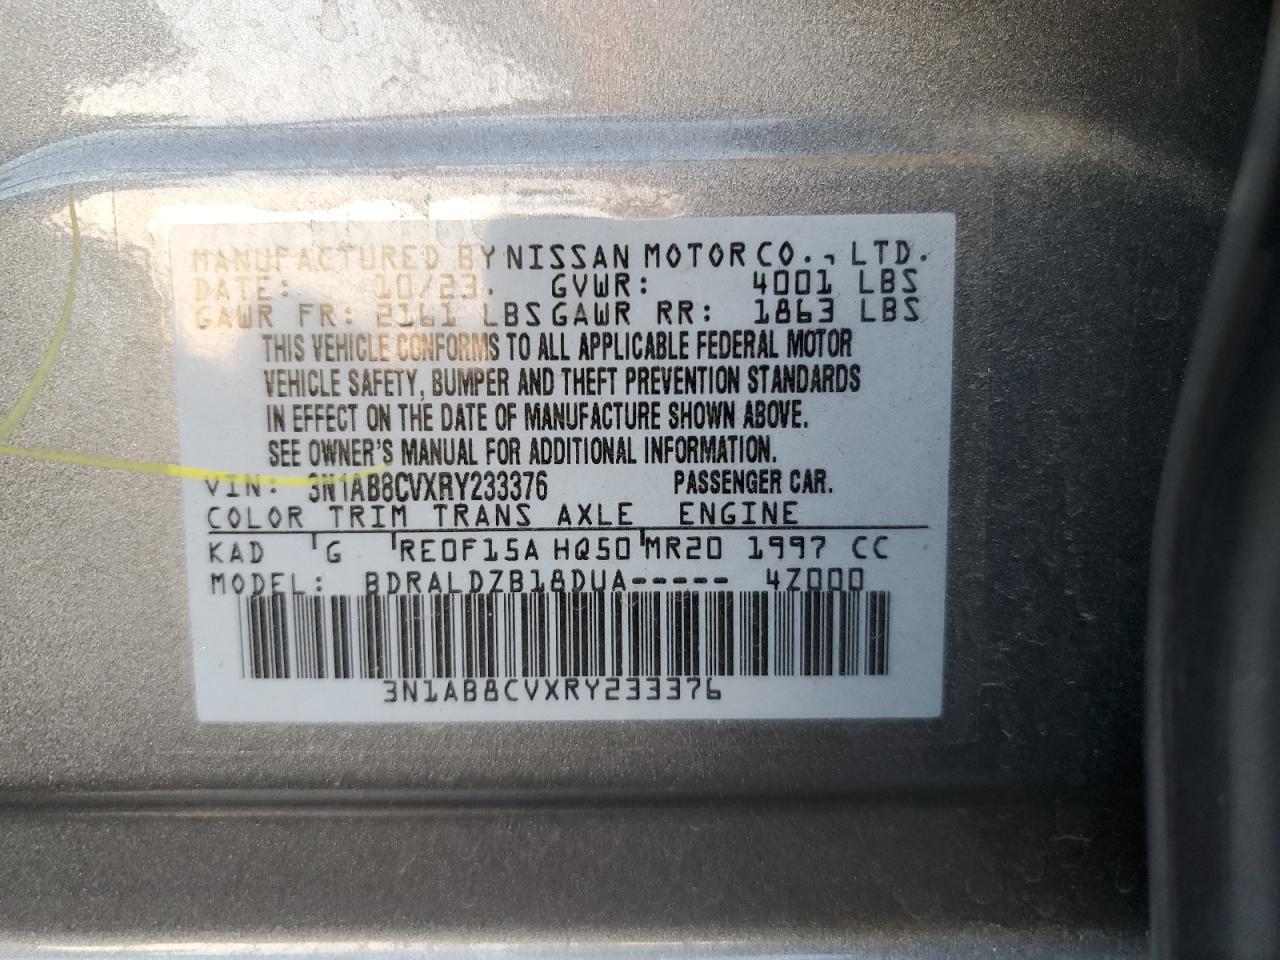 MANUFACTURED BY NISSAN MOTOR CO., LTD.
DATE: 10/23. GVWR: 4001 LBS
GAWR FR: 2161 LBS GAWR RR: 1863 LBS
THIS VEHICLE CONFORMS TO ALL APPLICABLE FEDERAL MOTOR
VEHICLE SAFETY, BUMPER AND THEFT PREVENTION STANDARDS
IN EFFECT ON THE DATE OF MANUFACTURE SHOWN ABOVE.
SEE OWNER'S MANUAL FOR ADDITIONAL INFORMATION.
VIN: 3N1AB8CVXRY233376 PASSENGER CAR.
COLOR TRIM TRANS AXLE ENGINE
KAD G RE0F15A HQ50 MR20 1997 CC
MODEL: BDRALDZB18DUA----- 4Z000
3N1AB8CVXRY233376